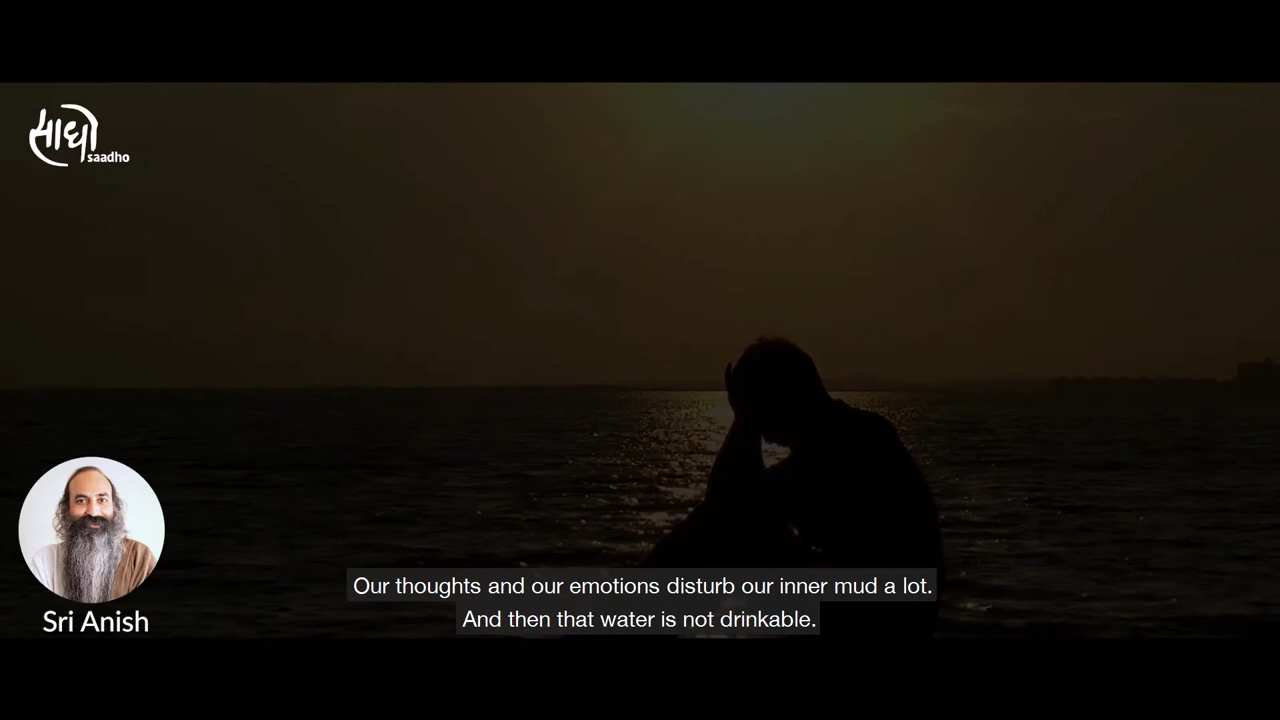 साधो
saadho
Sri Anish
Our thoughts and our emotions disturb our inner mud a lot.
And then that water is not drinkable.